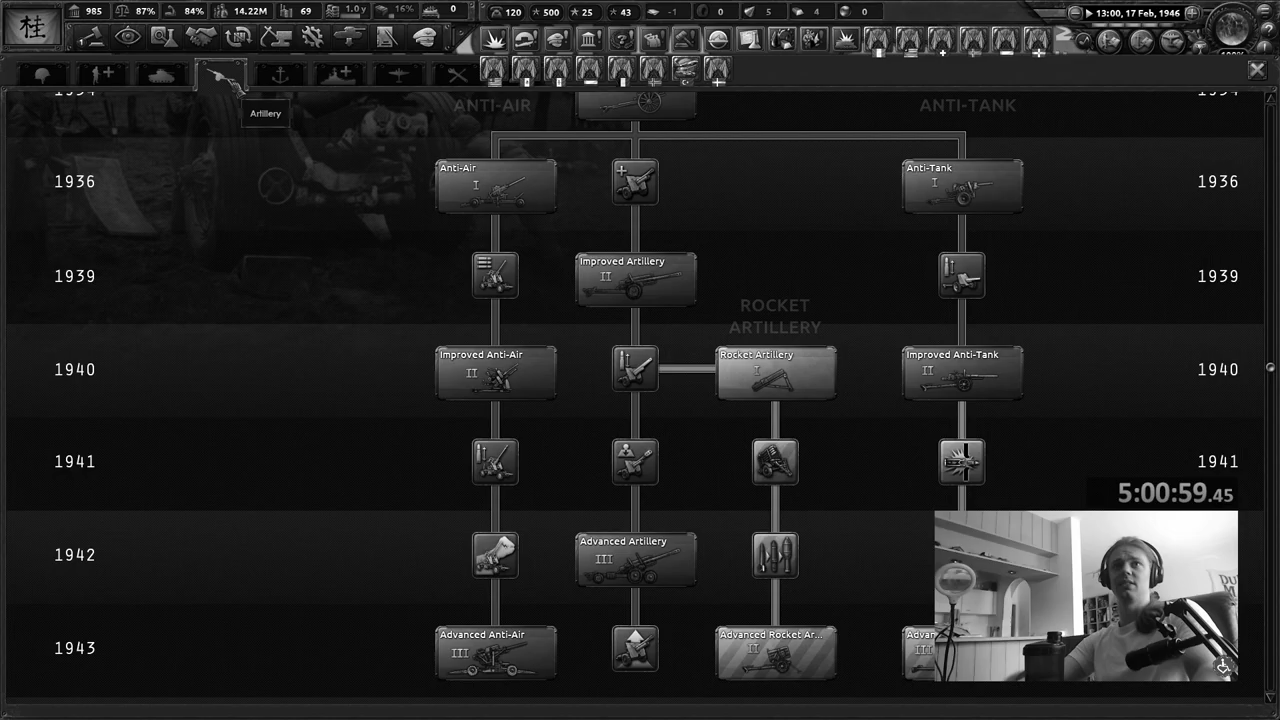 桂
985
87%
84%
14.22M
69
1.0y
16%
0
120
500
25
43
-1
0
5
4
0
13:00, 17 Feb, 1946
Artillery
ANTI-AIR
ANTI-TANK
1936
Anti-Air
I
Anti-Tank
I
1936
1939
Improved Artillery
II
1939
ROCKET
ARTILLERY
1940
Improved Anti-Air
II
Rocket Artillery
I
Improved Anti-Tank
II
1940
1941
1941
5:00:59.45
1942
Advanced Artillery
III
1943
Advanced Anti-Air
III
Advanced Rocket Ar...
II
Advan
III